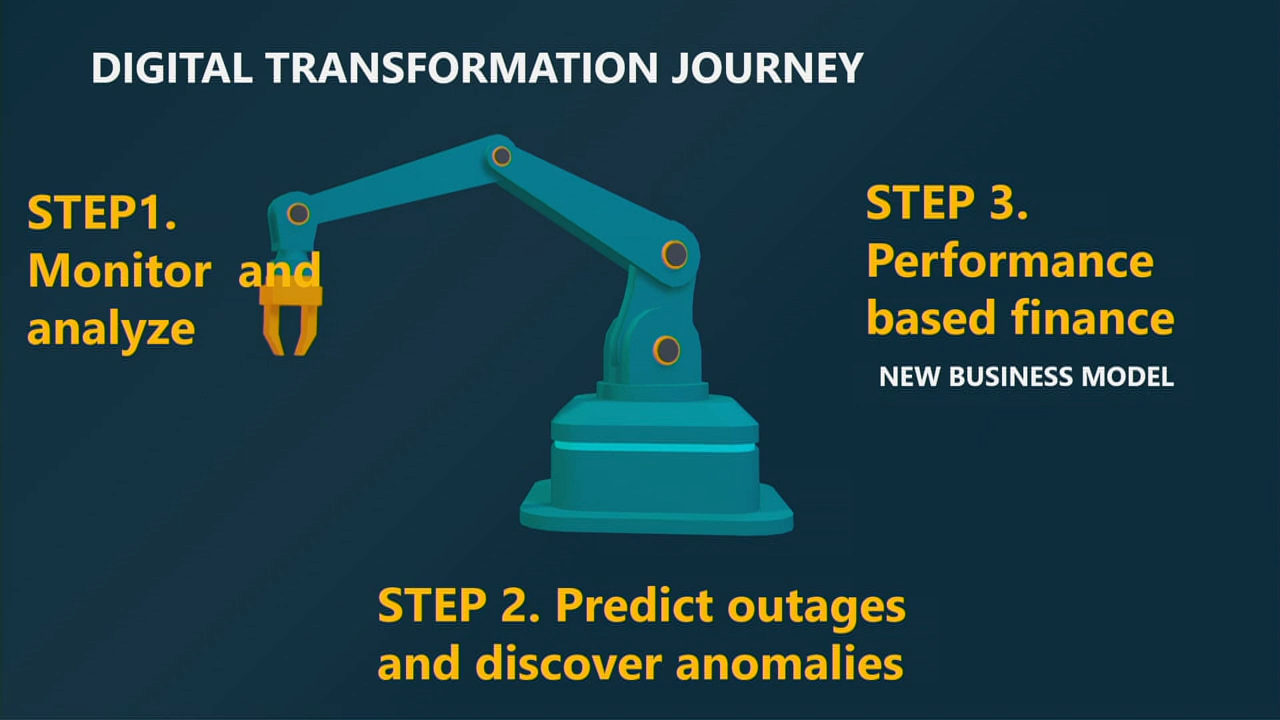 DIGITAL TRANSFORMATION JOURNEY
STEP1.
Monitor and
analyze
STEP 2. Predict outages
and discover anomalies
STEP 3.
Performance
based finance
NEW BUSINESS MODEL